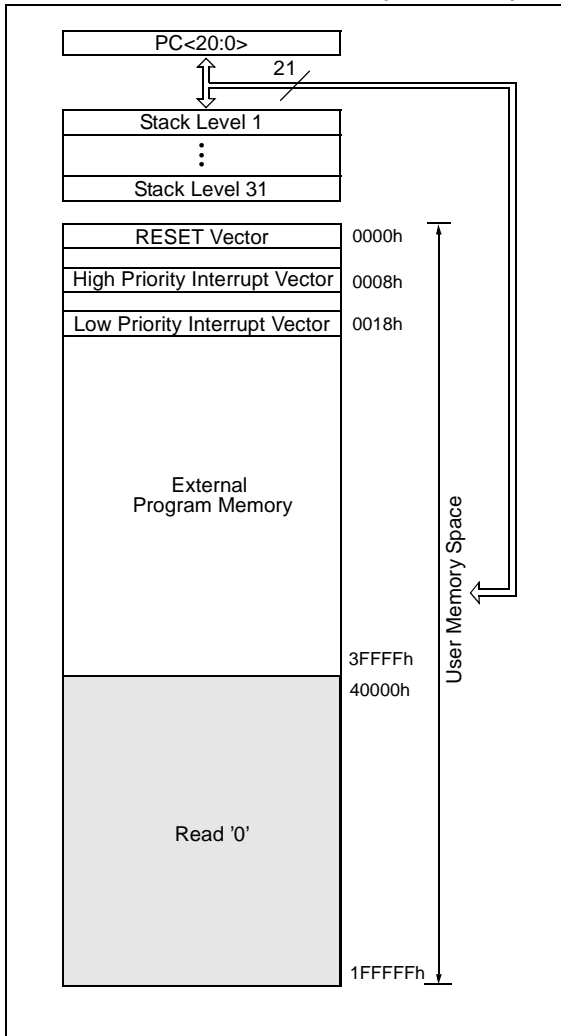 PC<20:0>
21
Stack Level 1
⋮
Stack Level 31
RESET Vector
0000h
High Priority Interrupt Vector
0008h
Low Priority Interrupt Vector
0018h
External
Program Memory
3FFFFh
40000h
User Memory Space
Read '0'
1FFFFFh